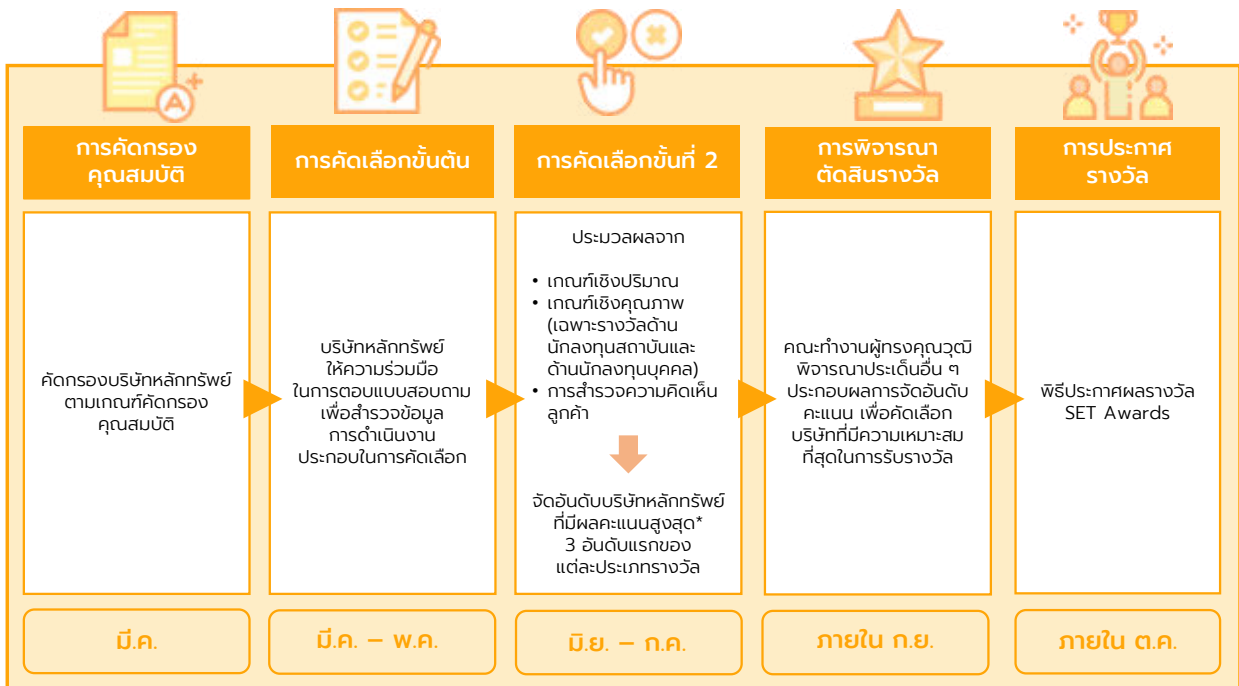 A
การคัดกรอง
คุณสมบัติ
การคัดเลือกขั้นต้น
การคัดเลือกขั้นที่ 2
การพิจารณา
ตัดสินรางวัล
การประกาศ
รางวัล
คัดกรองบริษัทหลักทรัพย์
ตามเกณฑ์คัดกรอง
คุณสมบัติ
บริษัทหลักทรัพย์
ให้ความร่วมมือ
ในการตอบแบบสอบถาม
เพื่อสำรวจข้อมูล
การดำเนินงาน
ประกอบในการคัดเลือก
ประมวลผลจาก
• เกณฑ์เชิงปริมาณ
• เกณฑ์เชิงคุณภาพ
(เฉพาะรางวัลด้าน
นักลงทุนสถาบันและ
ด้านนักลงทุนบุคคล)
• การสำรวจความคิดเห็น
ลูกค้า
จัดอันดับบริษัทหลักทรัพย์
ที่มีผลคะแนนสูงสุด*
3 อันดับแรกของ
แต่ละประเภทรางวัล
คณะทำงานผู้ทรงคุณวุฒิ
พิจารณาประเด็นอื่น ๆ
ประกอบผลการจัดอันดับ
คะแนน เพื่อคัดเลือก
บริษัทที่มีความเหมาะสม
ที่สุดในการรับรางวัล
พิธีประกาศผลรางวัล
SET Awards
มี.ค.
มี.ค. – พ.ค.
มิ.ย. – ก.ค.
ภายใน ก.ย.
ภายใน ต.ค.